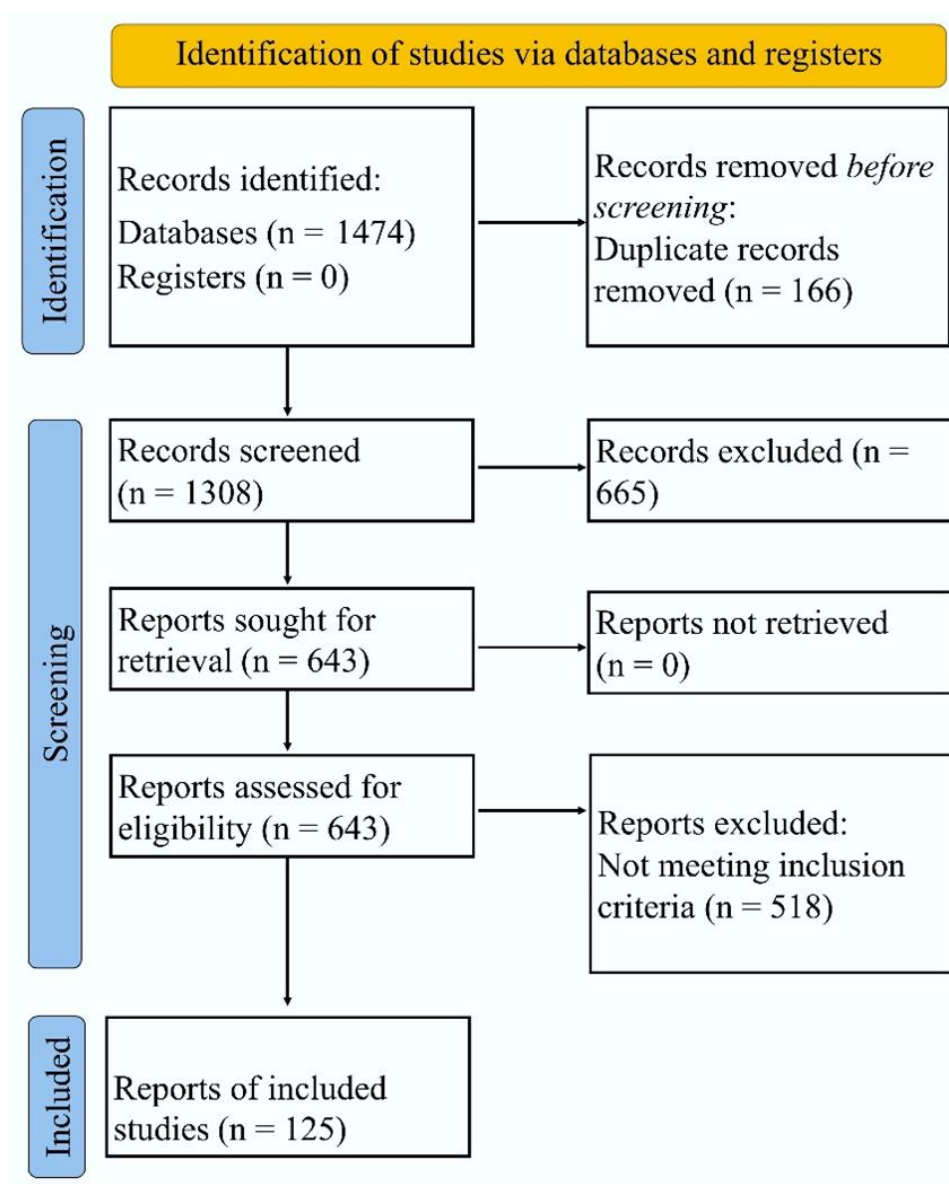 Identification of studies via databases and registers
Identification
Records identified:
Databases (n = 1474)
Registers (n = 0)
Records removed before
screening:
Duplicate records
removed (n = 166)
Screening
Records screened
(n = 1308)
Records excluded (n =
665)
Reports sought for
retrieval (n = 643)
Reports not retrieved
(n = 0)
Reports assessed for
eligibility (n = 643)
Reports excluded:
Not meeting inclusion
criteria (n = 518)
Included
Reports of included
studies (n = 125)